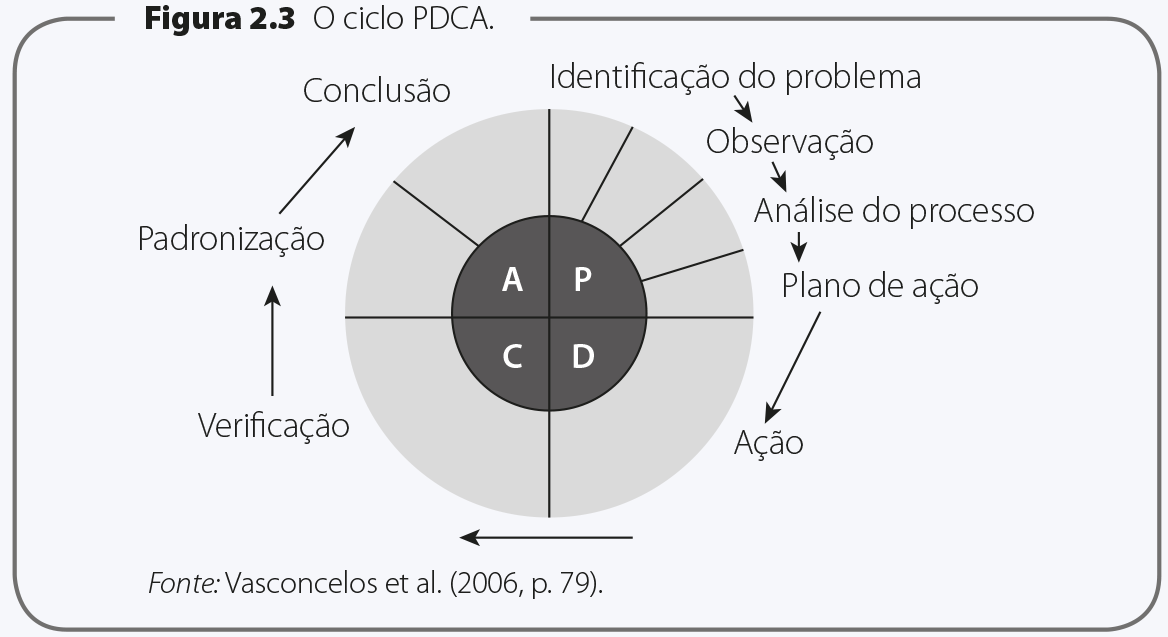 Figura 2.3 O ciclo PDCA.
Conclusão
Identificação do problema
Observação
Análise do processo
Padronização
Plano de ação
A P
C D
Verificação
Ação
Fonte: Vasconcelos et al. (2006, p. 79).